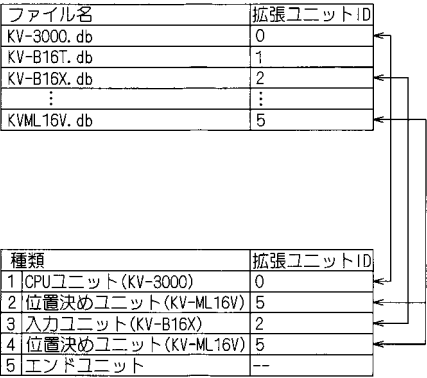 ファイル名 拡張ユニットID
KV-3000.db 0
KV-B16T.db 1
KV-B16X.db 2
⋮ ⋮
KVML16V.db 5
種類 拡張ユニットID
1 CPUユニット(KV-3000) 0
2 位置決めユニット(KV-ML16V) 5
3 入力ユニット(KV-B16X) 2
4 位置決めユニット(KV-ML16V) 5
5 エンドユニット --